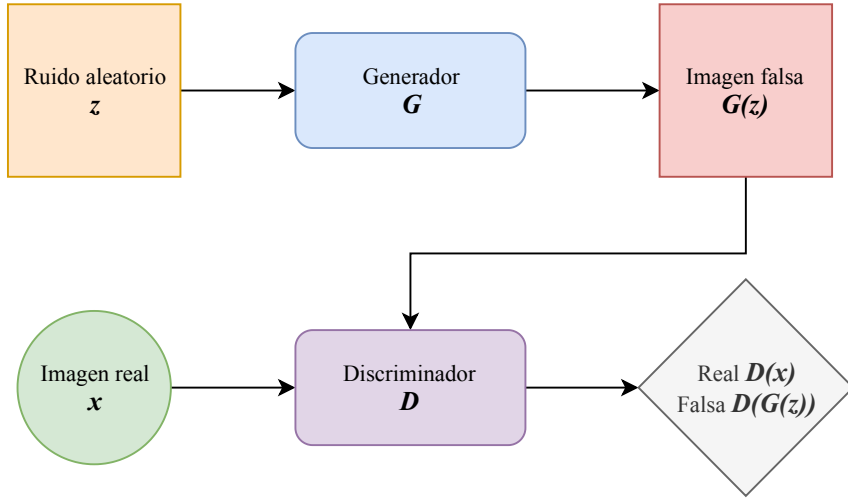 Ruido aleatorio
z
Generador
G
Imagen falsa
G(z)
Imagen real
x
Discriminador
D
Real D(x)
Falsa D(G(z))